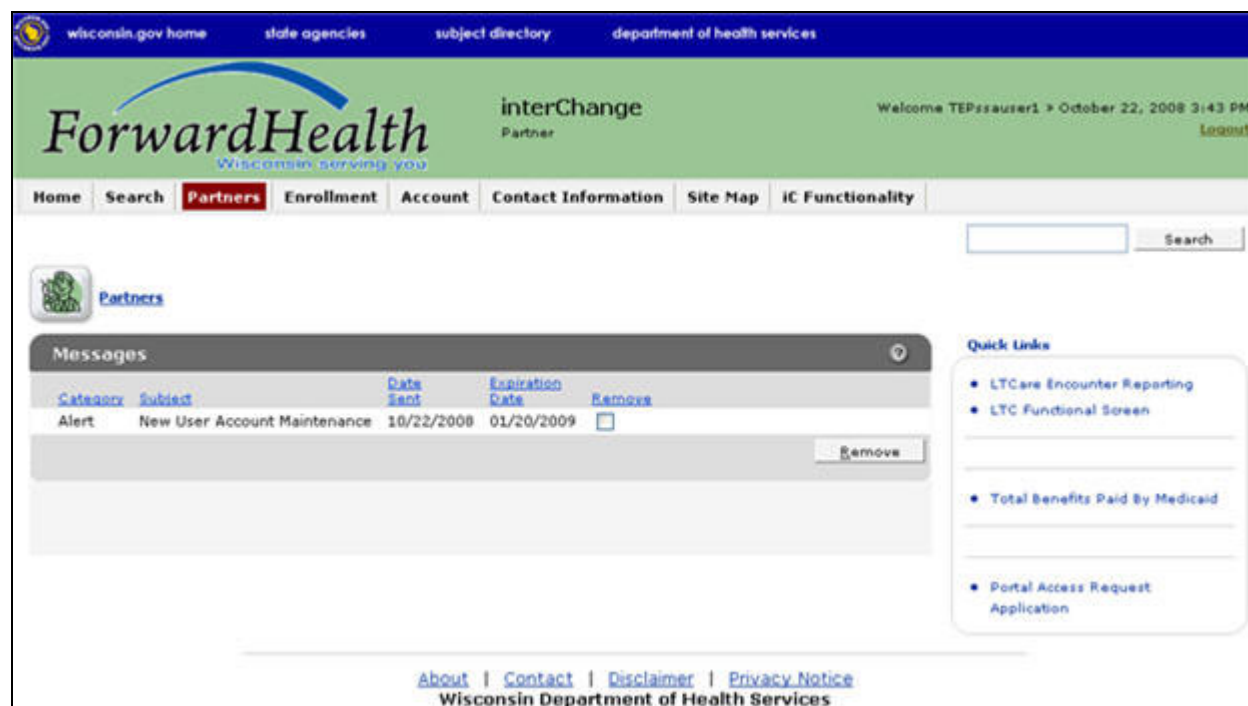 wisconsin.gov home state agencies subject directory department of health services
ForwardHealth
Wisconsin serving you
interChange
Partner
Welcome TEPssauser1 » October 22, 2008 3:43 PM
Logout
Home Search Partners Enrollment Account Contact Information Site Map iC Functionality
Search
Partners
Messages
Category Subject Date Sent Expiration Date Remove
Alert New User Account Maintenance 10/22/2008 01/20/2009
Remove
Quick Links
LTCare Encounter Reporting
LTC Functional Screen
Total Benefits Paid By Medicaid
Portal Access Request
Application
About | Contact | Disclaimer | Privacy Notice
Wisconsin Department of Health Services